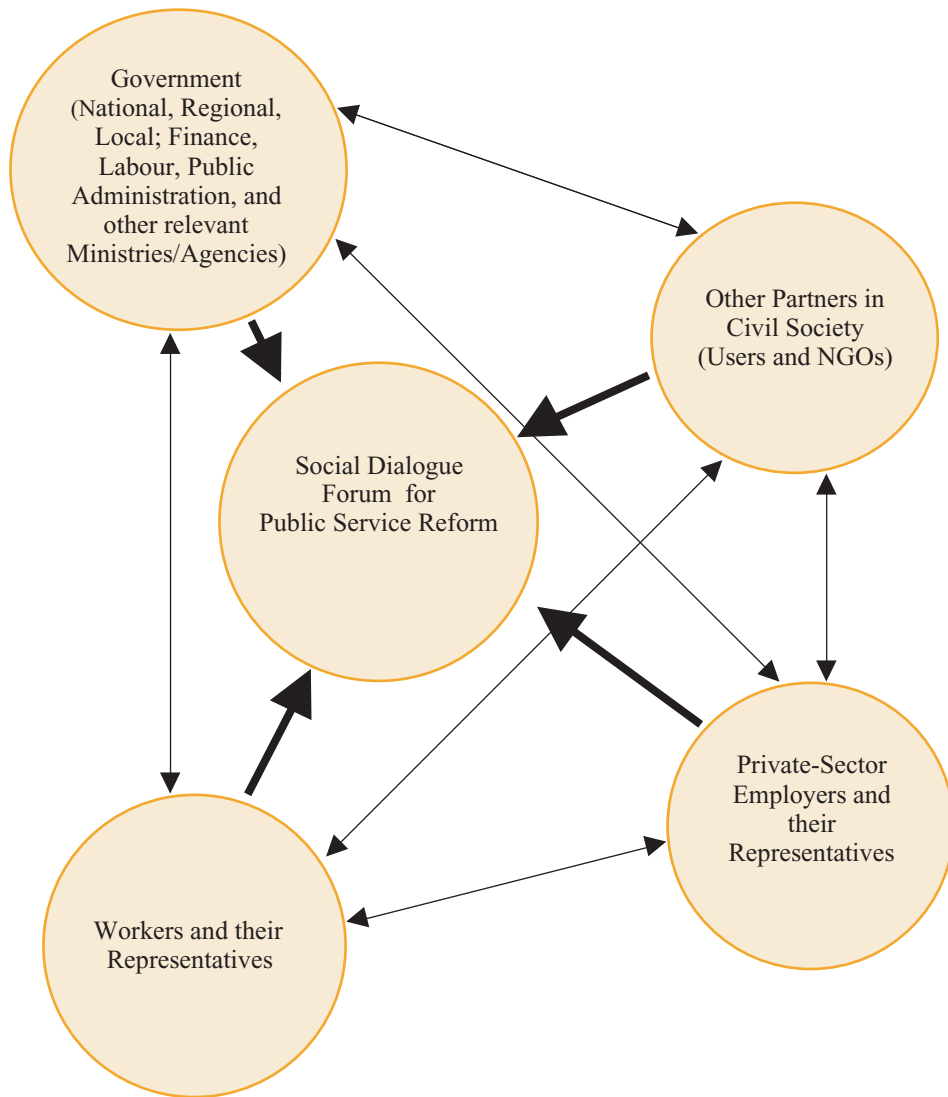 Government
(National, Regional,
Local; Finance,
Labour, Public
Administration, and
other relevant
Ministries/Agencies)
Other Partners in
Civil Society
(Users and NGOs)
Social Dialogue
Forum for
Public Service Reform
Private-Sector
Employers and
their
Representatives
Workers and their
Representatives